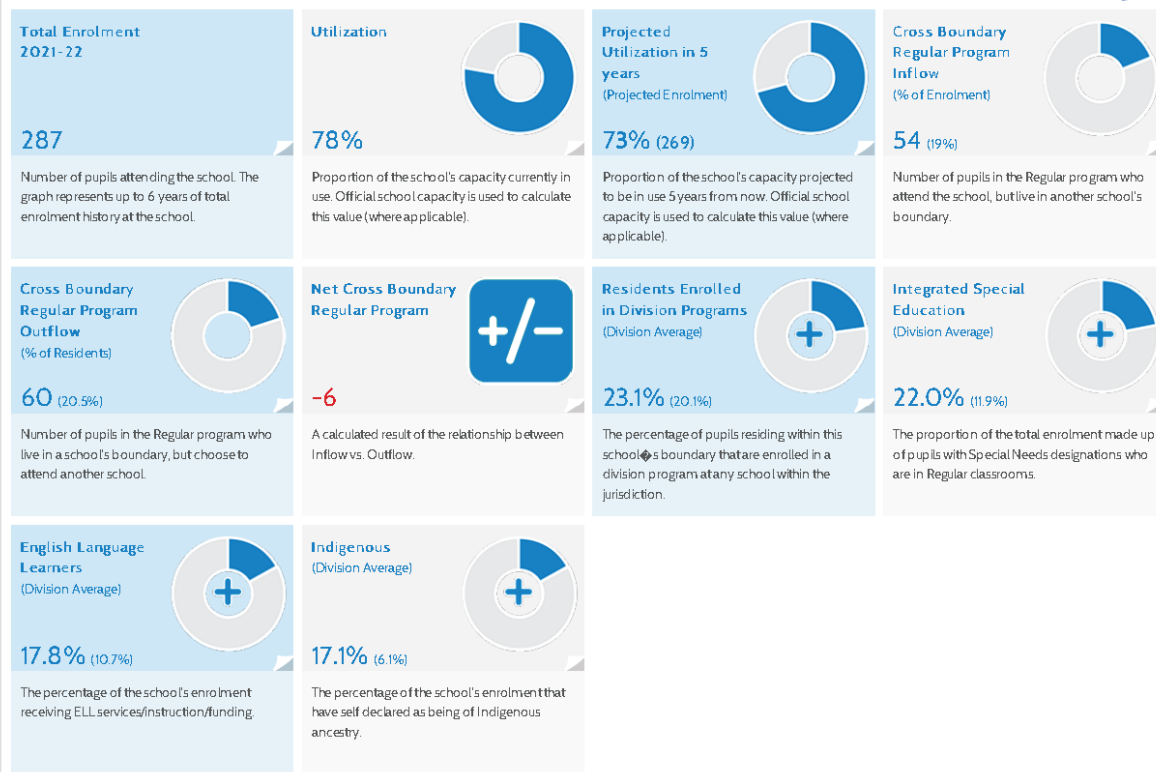 Total Enrolment
2021-22
287
Number of pupils attending the school. The
graph represents up to 6 years of total
enrolment history at the school.
Utilization
78%
Proportion of the school's capacity currently in
use. Official school capacity is used to calculate
this value (where applicable).
Projected
Utilization in 5
years
(Projected Enrolment)
73% (269)
Proportion of the school's capacity projected
to be in use 5 years from now. Official school
capacity is used to calculate this value (where
applicable).
Cross Boundary
Regular Program
Inflow
(% of Enrolment)
54 (19%)
Number of pupils in the Regular program who
attend the school, but live in another school's
boundary.
Cross Boundary
Regular Program
Outflow
(% of Residents)
60 (20.5%)
Number of pupils in the Regular program who
live in a school's boundary, but choose to
attend another school.
Net Cross Boundary
Regular Program
+/-
-6
A calculated result of the relationship between
Inflow vs. Outflow.
Residents Enrolled
in Division Programs
(Division Average)
+
23.1% (20.1%)
The percentage of pupils residing within this
school�s boundary that are enrolled in a
division program at any school within the
jurisdiction.
Integrated Special
Education
(Division Average)
+
22.0% (11.9%)
The proportion of the total enrolment made up
of pupils with Special Needs designations who
are in Regular classrooms.
English Language
Learners
(Division Average)
+
17.8% (10.7%)
The percentage of the school's enrolment
receiving ELL services/instruction/funding.
Indigenous
(Division Average)
+
17.1% (6.1%)
The percentage of the school's enrolment that
have self declared as being of Indigenous
ancestry.